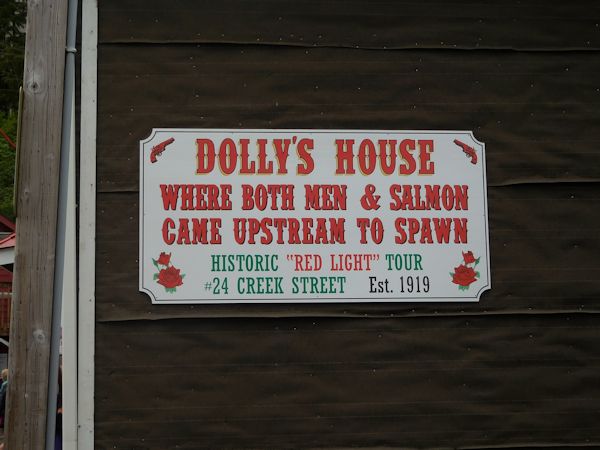 DOLLY'S HOUSE
WHERE BOTH MEN & SALMON
CAME UPSTREAM TO SPAWN
HISTORIC "RED LIGHT" TOUR
#24 CREEK STREET Est. 1919